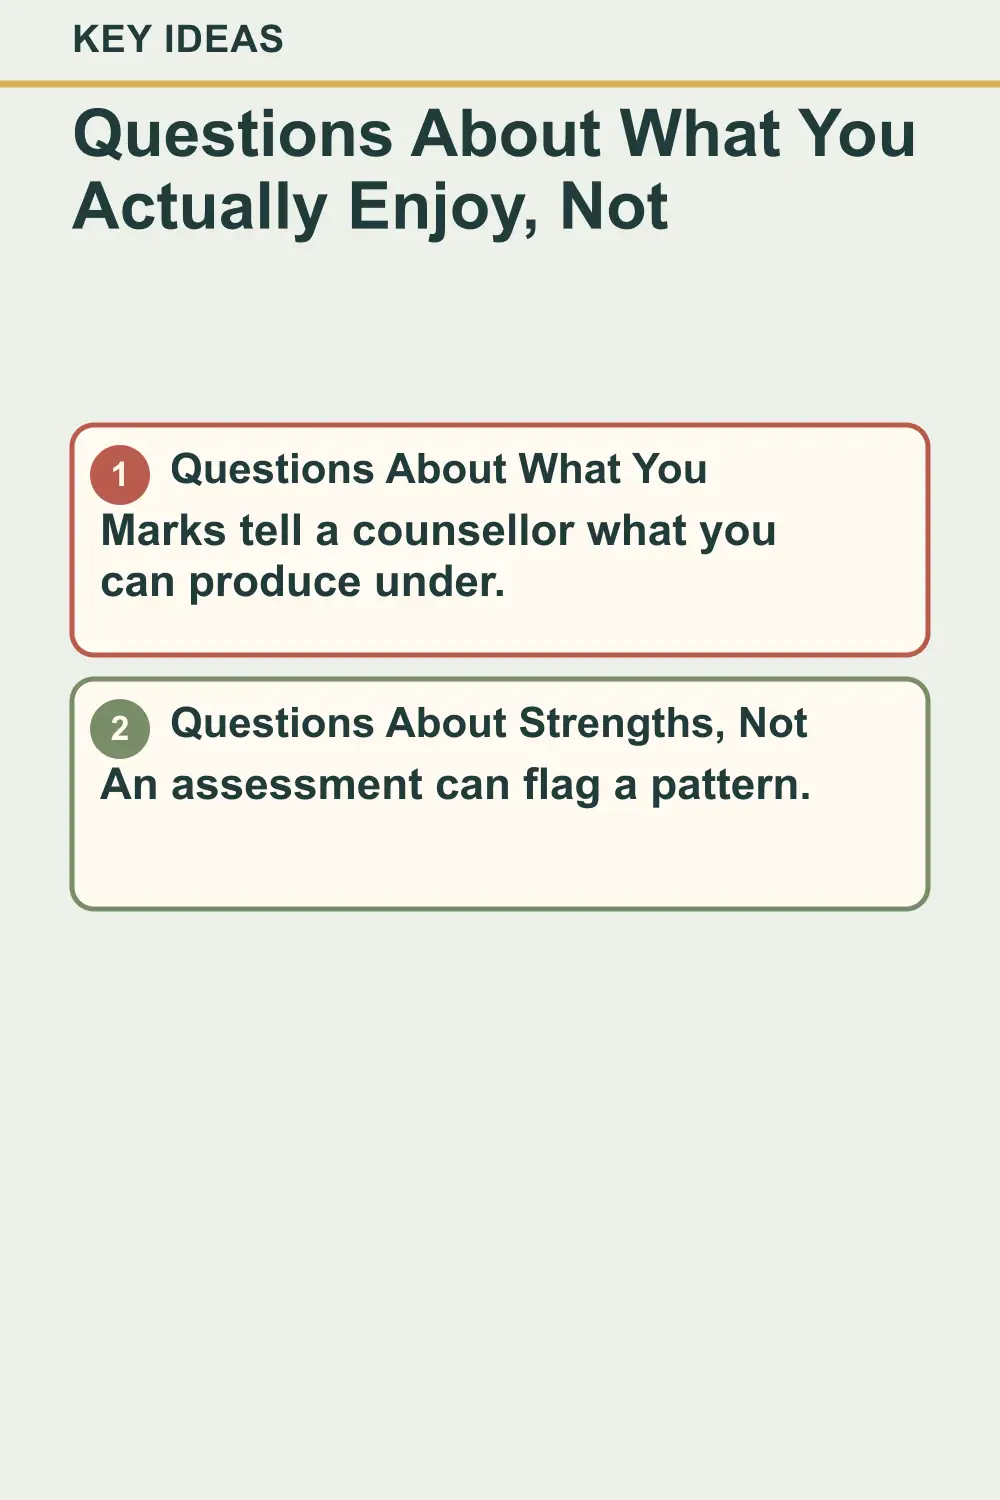 KEY IDEAS
Questions About What You
Actually Enjoy, Not
1 Questions About What You
Marks tell a counsellor what you
can produce under.
2 Questions About Strengths, Not
An assessment can flag a pattern.